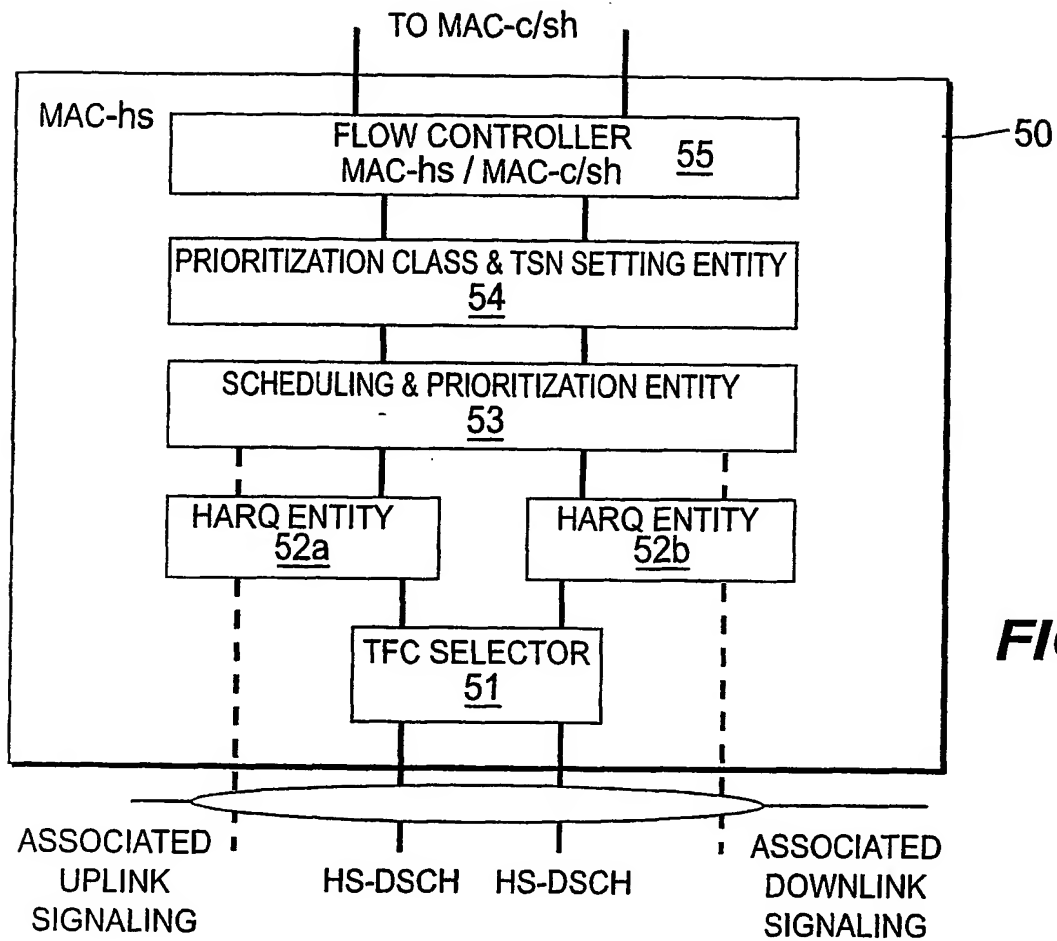 TO MAC-c/sh
MAC-hs
50
FLOW CONTROLLER
MAC-hs / MAC-c/sh
55
PRIORITIZATION CLASS & TSN SETTING ENTITY
54
SCHEDULING & PRIORITIZATION ENTITY
53
HARQ ENTITY
52a
HARQ ENTITY
52b
TFC SELECTOR
51
ASSOCIATED
UPLINK
SIGNALING
HS-DSCH
HS-DSCH
ASSOCIATED
DOWNLINK
SIGNALING